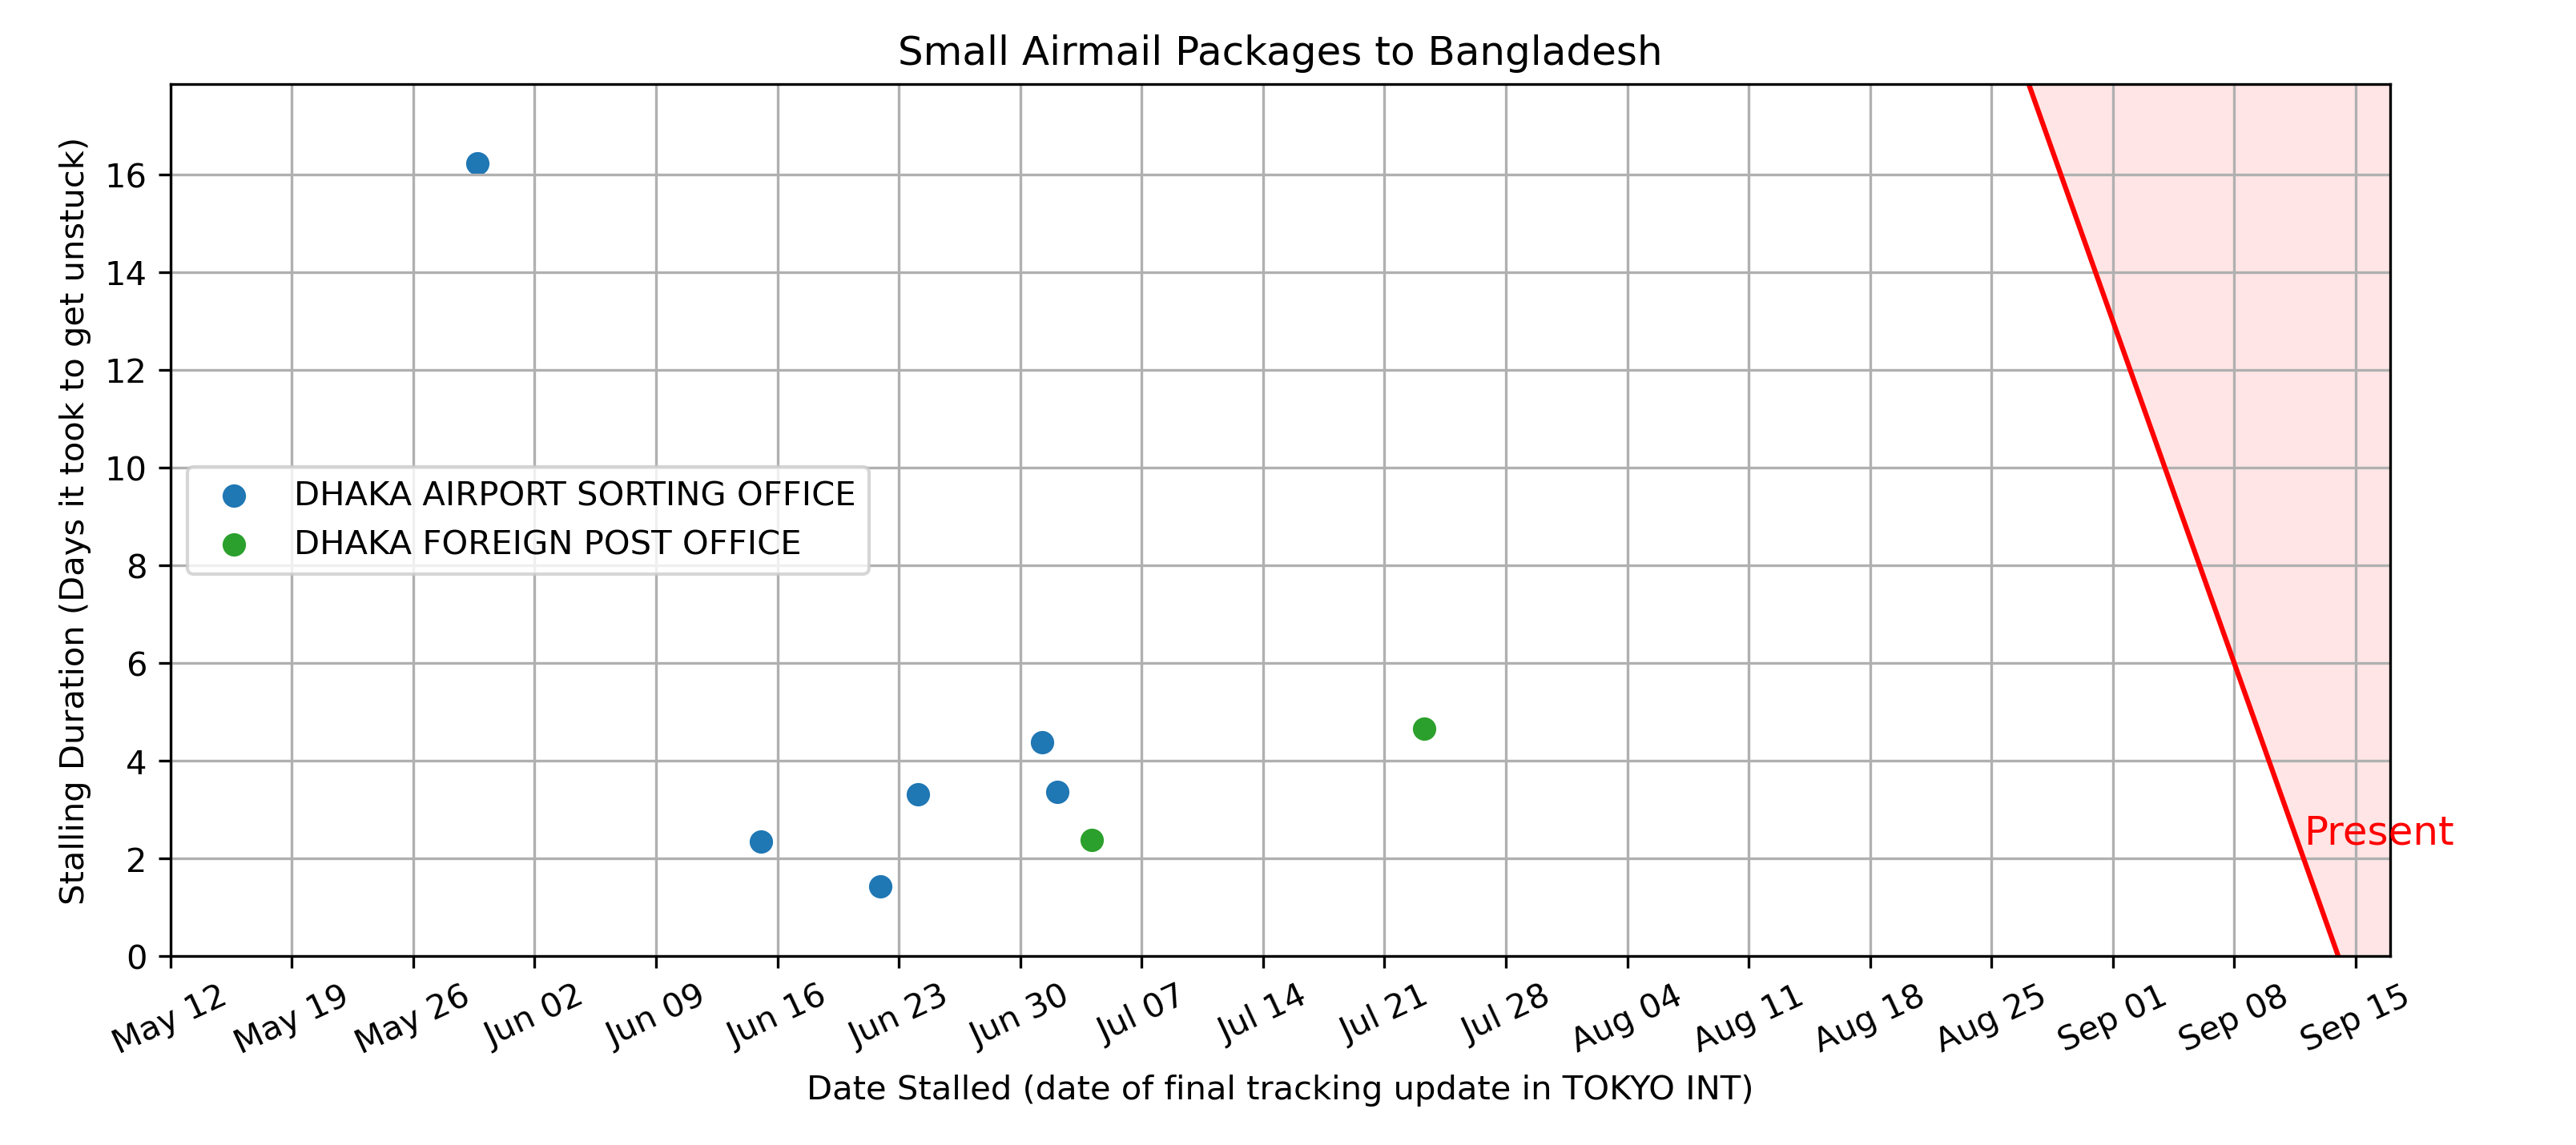 Small Airmail Packages to Bangladesh
Stalling Duration (Days it took to get unstuck)
16
14
12
10
8
6
4
2
0
DHAKA AIRPORT SORTING OFFICE
DHAKA FOREIGN POST OFFICE
Present
May 12
May 19
May 26
Jun 02
Jun 09
Jun 16
Jun 23
Jun 30
Jul 07
Jul 14
Jul 21
Jul 28
Aug 04
Aug 11
Aug 18
Aug 25
Sep 01
Sep 08
Sep 15
Date Stalled (date of final tracking update in TOKYO INT)